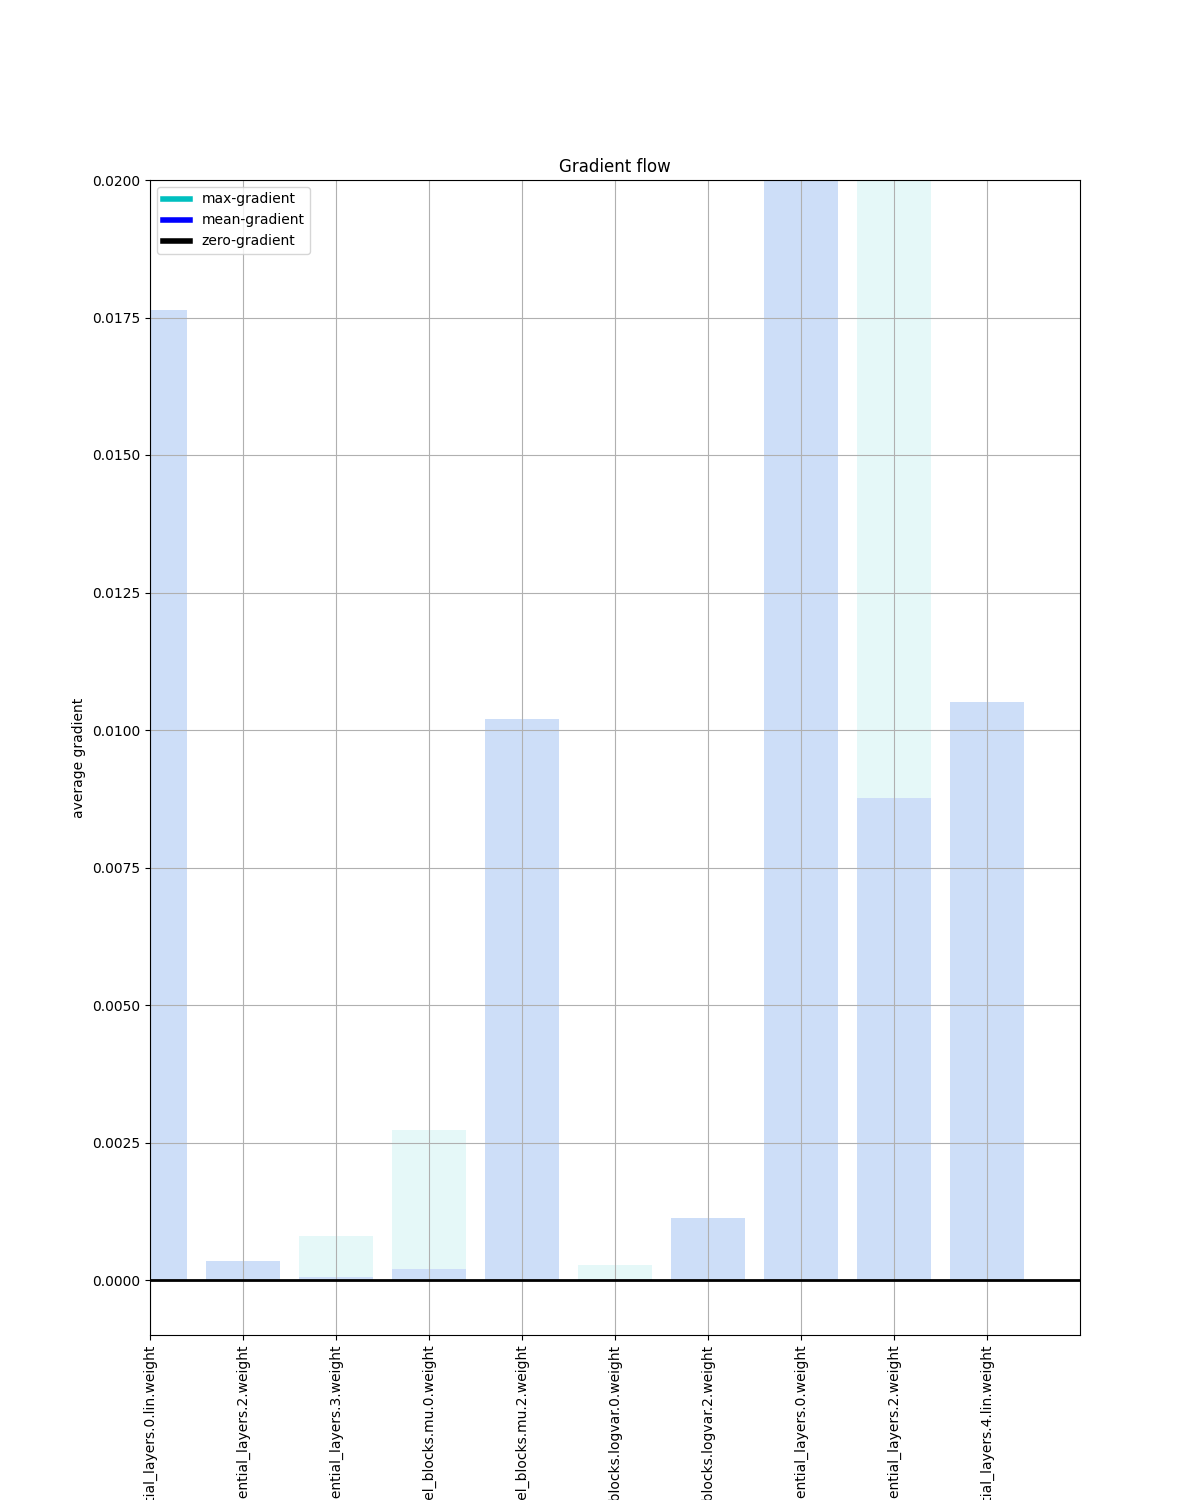 Gradient flow
max-gradient
mean-gradient
zero-gradient
0.0200
0.0175
0.0150
0.0125
0.0100
0.0075
0.0050
0.0025
0.0000
average gradient
tial_layers.0.lin.weight
ential_layers.2.weight
ential_layers.3.weight
el_blocks.mu.0.weight
el_blocks.mu.2.weight
blocks.logvar.0.weight
blocks.logvar.2.weight
ential_layers.0.weight
ential_layers.2.weight
tial_layers.4.lin.weight